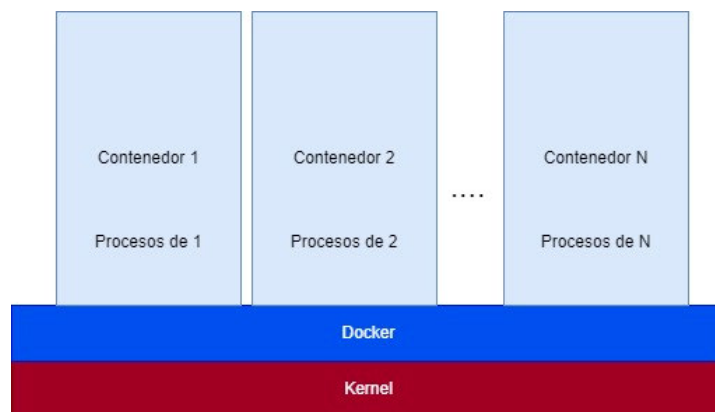 Contenedor 1
Contenedor 2
Contenedor N
....
Procesos de 1
Procesos de 2
Procesos de N
Docker
Kernel